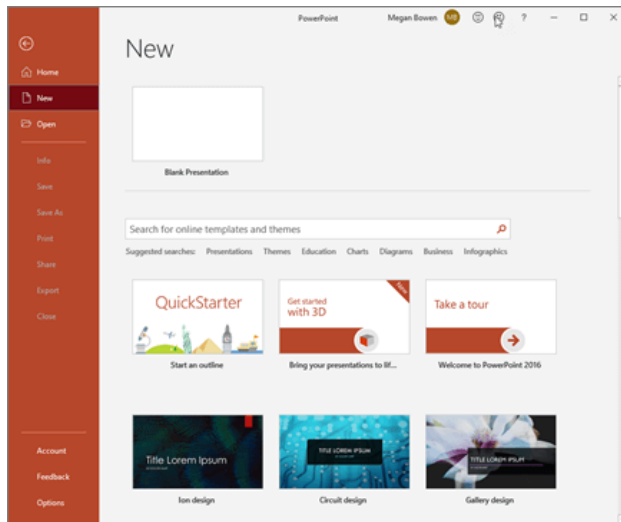 PowerPoint
Megan Bowen MB ?
New
Home
New
Open
Info
Save
Save As
Print
Share
Export
Close
Account
Feedback
Options
Blank Presentation
Search for online templates and themes
Suggested searches: Presentations Themes Education Charts Diagrams Business Infographics
QuickStarter
Start an outline
Get started
with 3D
New
Bring your presentations to lif...
Take a tour
Welcome to PowerPoint 2016
Title Lorem Ipsum
Ion design
TITLE LOREM IPSUM
Circuit design
TITLE LOREM IPSUM
Gallery design